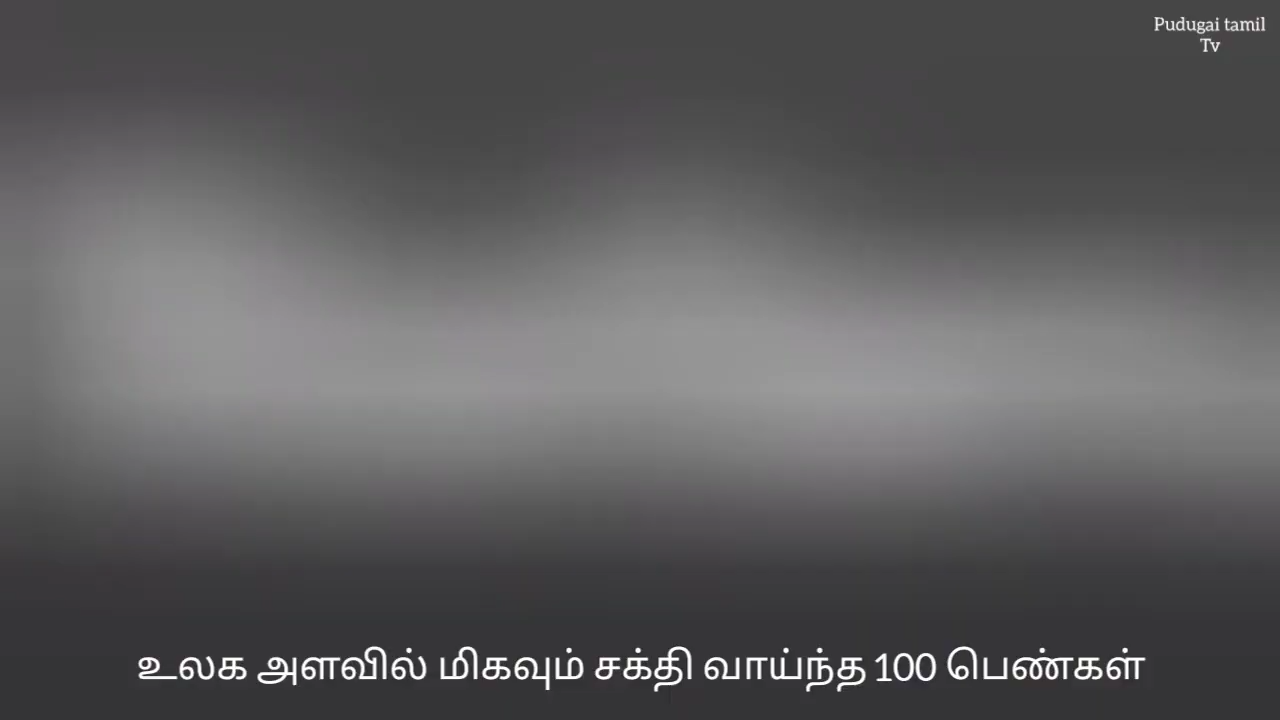 Pudugai tamil
Tv
உலக அளவில் மிகவும் சக்தி வாய்ந்த 100 பெண்கள்